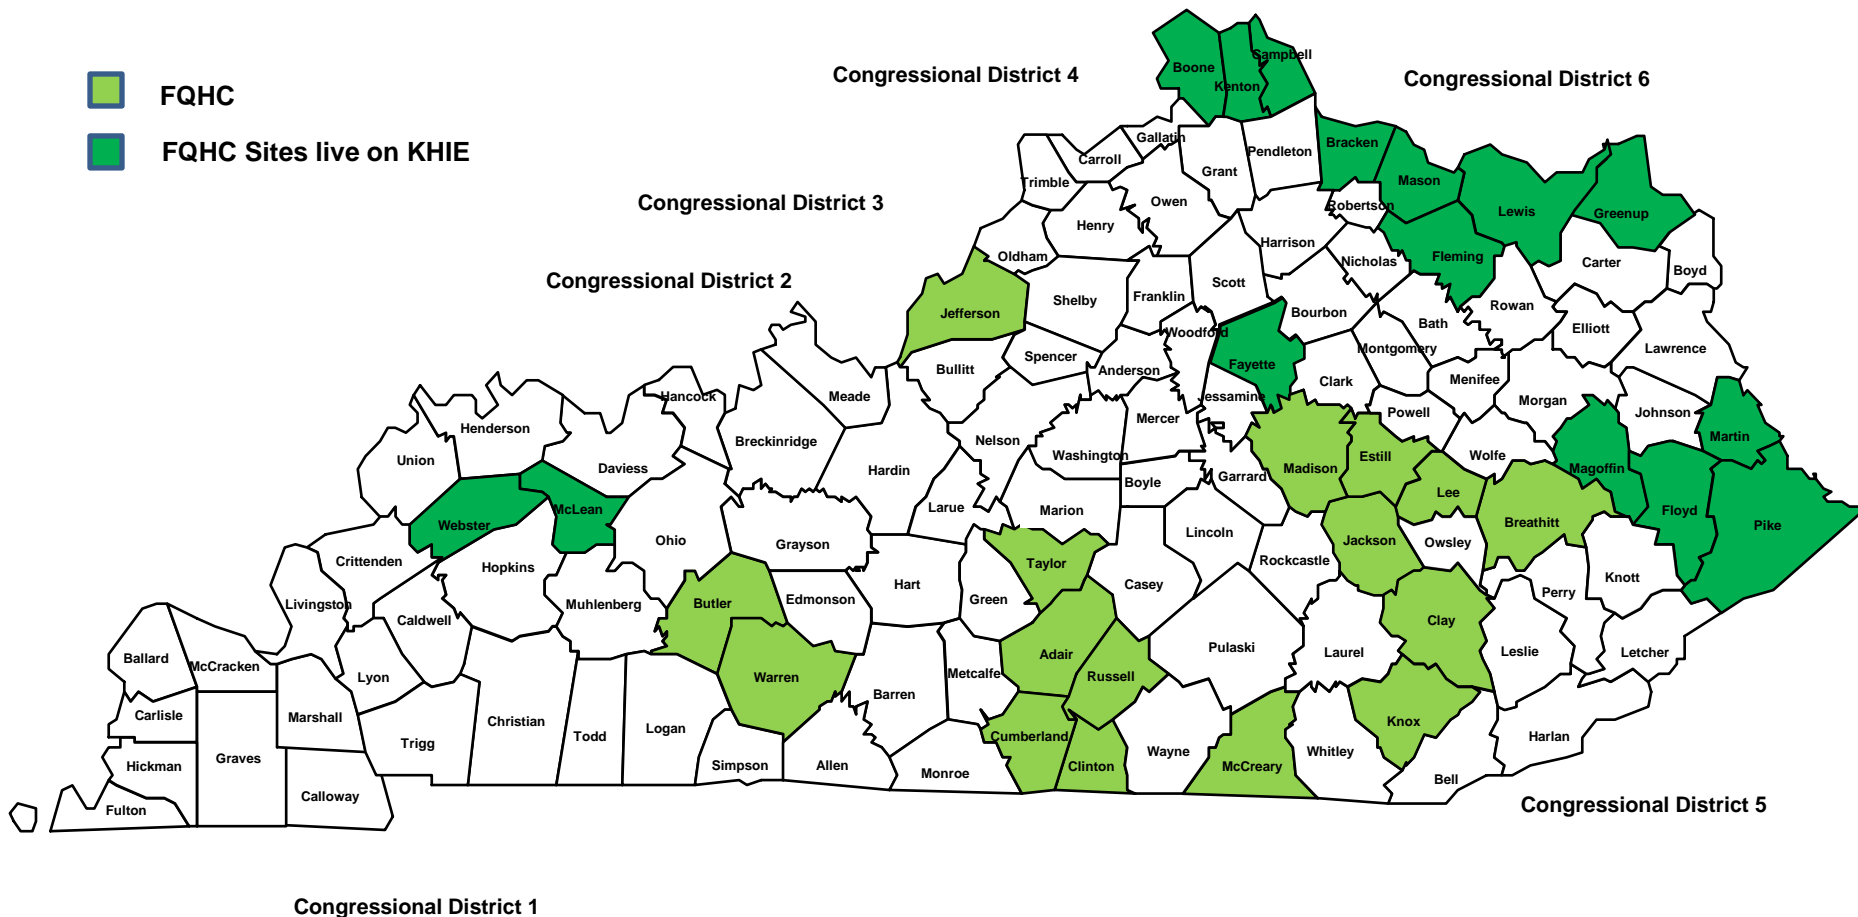 Congressional District 4
Congressional District 6
FQHC
FQHC Sites live on KHIE
Congressional District 3
Congressional District 2
Boone
Kenton
Campbell
Gallatin
Carroll
Trimble
Grant
Pendleton
Bracken
Mason
Robertson
Lewis
Greenup
Owen
Henry
Oldham
Harrison
Nicholas
Fleming
Carter
Boyd
Rowan
Elliott
Lawrence
Jefferson
Shelby
Franklin
Scott
Bourbon
Bath
Woodford
Fayette
Montgomery
Menifee
Morgan
Johnson
Martin
Spencer
Anderson
Bullitt
Clark
Jessamine
Powell
Wolfe
Magoffin
Floyd
Pike
Meade
Hancock
Breckinridge
Henderson
Union
Daviess
Webster
McLean
Hardin
Nelson
Washington
Mercer
Larue
Marion
Boyle
Garrard
Madison
Estill
Lee
Breathitt
Jackson
Owsley
Rockcastle
Lincoln
Casey
Knott
Perry
Clay
Leslie
Letcher
Ohio
Grayson
Crittenden
Hopkins
Livingston
Caldwell
Muhlenberg
Butler
Edmonson
Hart
Green
Taylor
Adair
Russell
Pulaski
Laurel
Knox
Harlan
Bell
Whitley
McCreary
Wayne
Clinton
Cumberland
Metcalfe
Barren
Monroe
Allen
Warren
Simpson
Logan
Todd
Christian
Trigg
Lyon
Marshall
Calloway
Graves
McCracken
Ballard
Carlisle
Hickman
Fulton
Congressional District 5
Congressional District 1